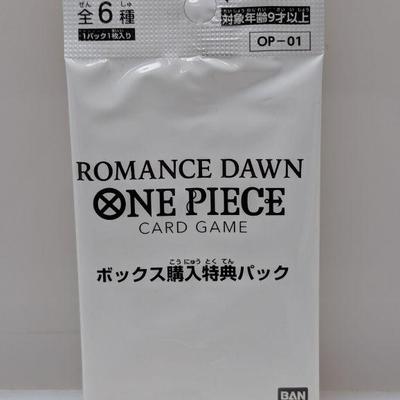 全6種
1パック1枚入り
対象年齢9才以上
OP-01
ROMANCE DAWN
ONE PIECE
CARD GAME
ボックス購入特典パック
BAN